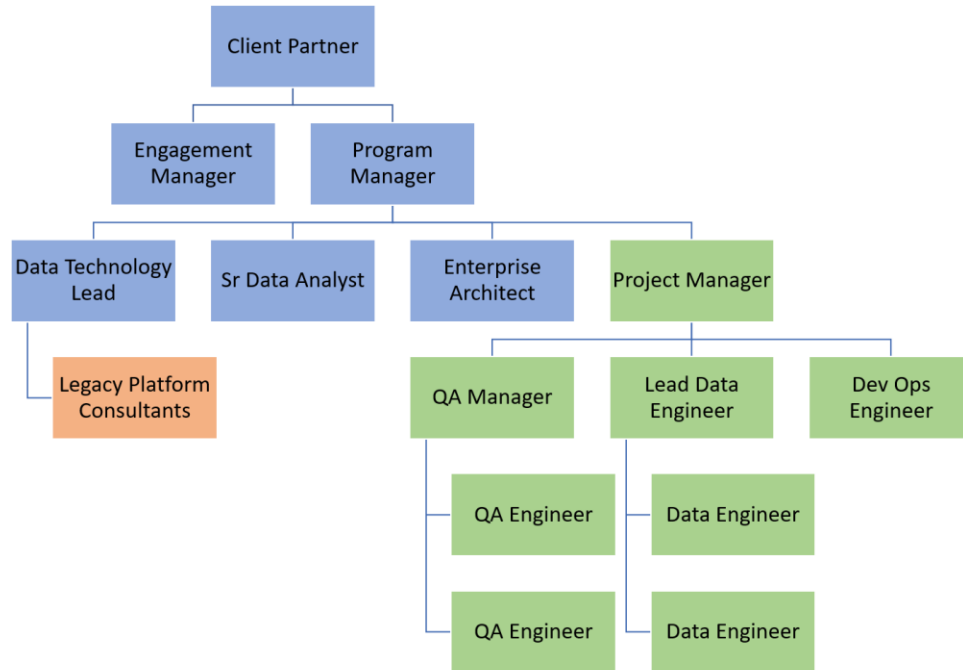 Client Partner
Engagement
Manager
Program
Manager
Data Technology
Lead
Sr Data Analyst
Enterprise
Architect
Project Manager
Legacy Platform
Consultants
QA Manager
Lead Data
Engineer
Dev Ops
Engineer
QA Engineer
Data Engineer
QA Engineer
Data Engineer